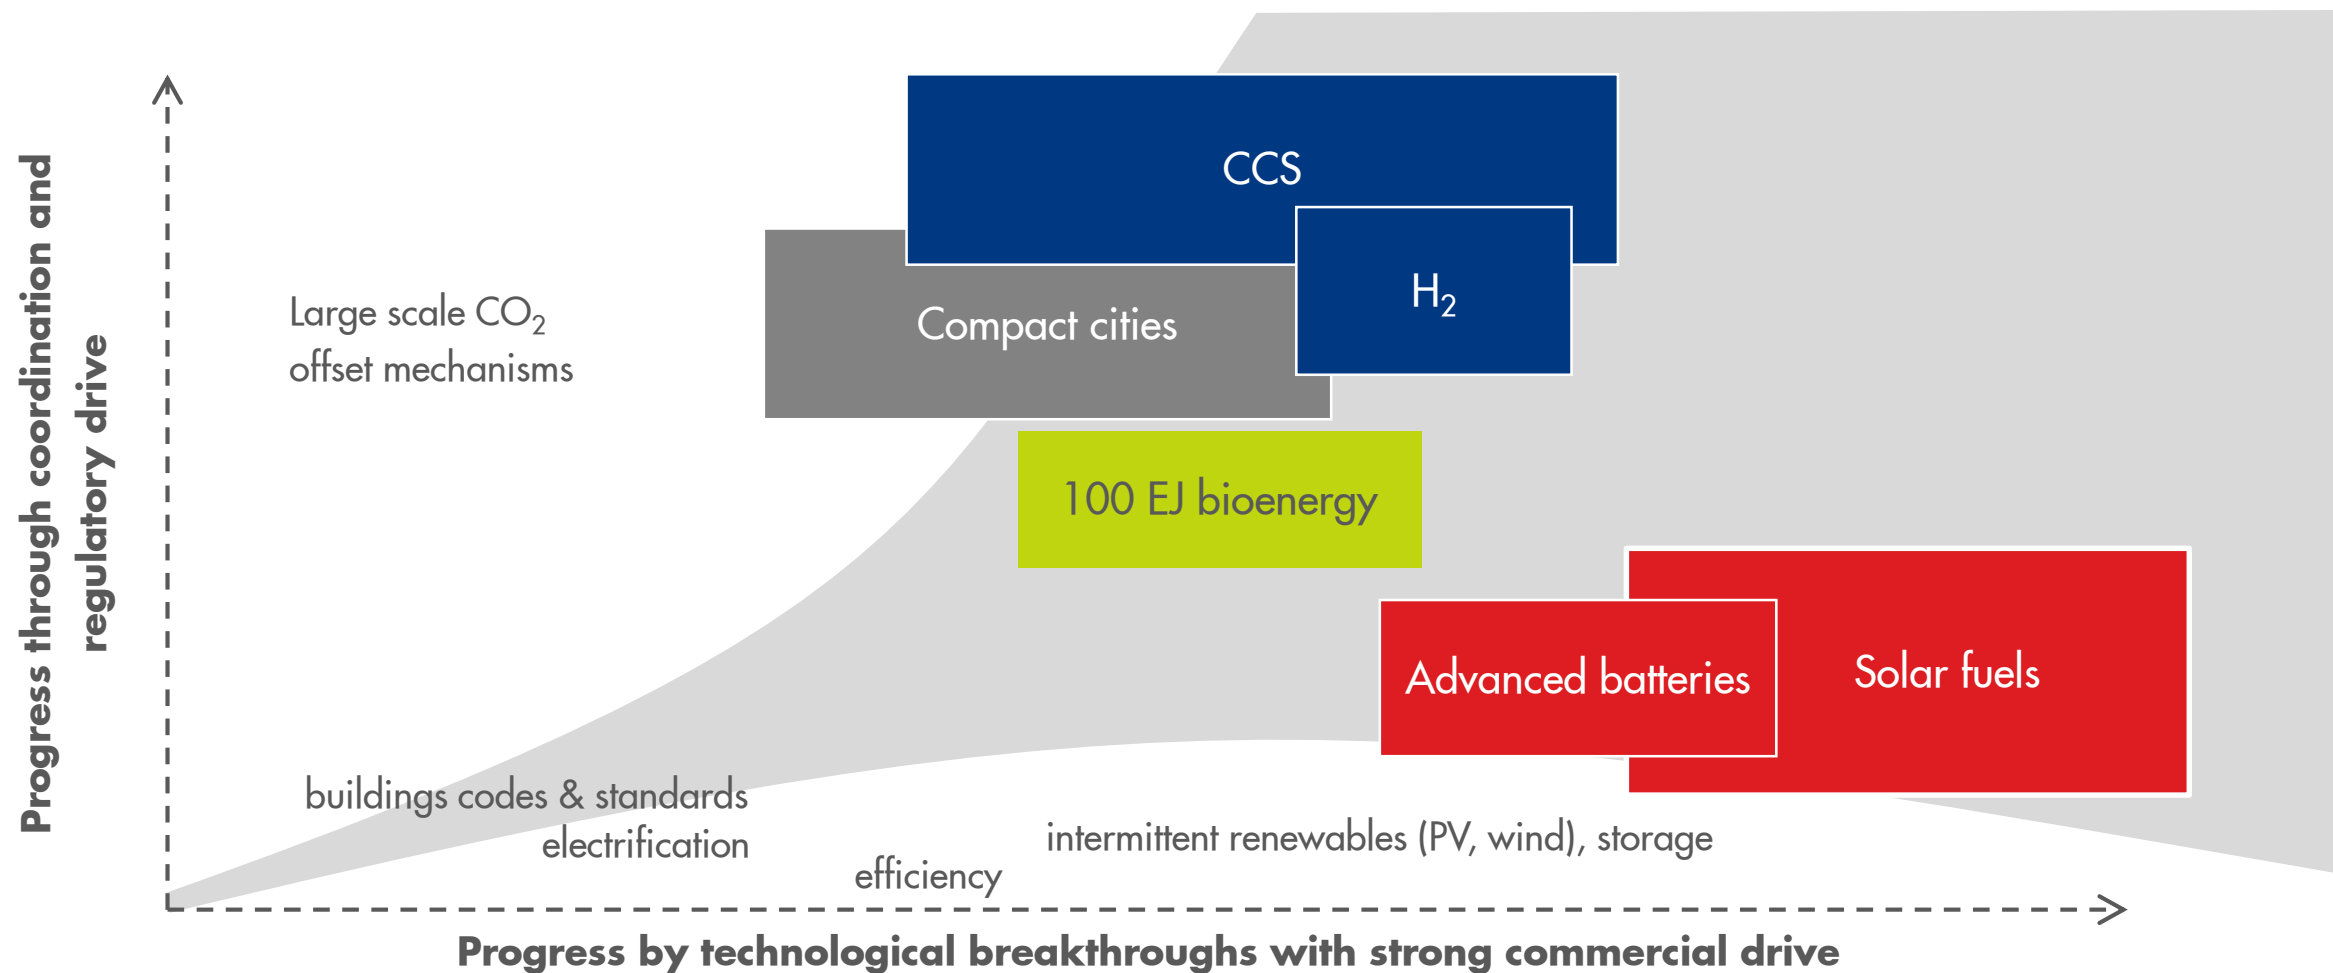 Progress through coordination and
regulatory drive
CCS
H₂
Large scale CO₂
offset mechanisms
Compact cities
100 EJ bioenergy
Advanced batteries
Solar fuels
buildings codes & standards
electrification
efficiency
intermittent renewables (PV, wind), storage
Progress by technological breakthroughs with strong commercial drive